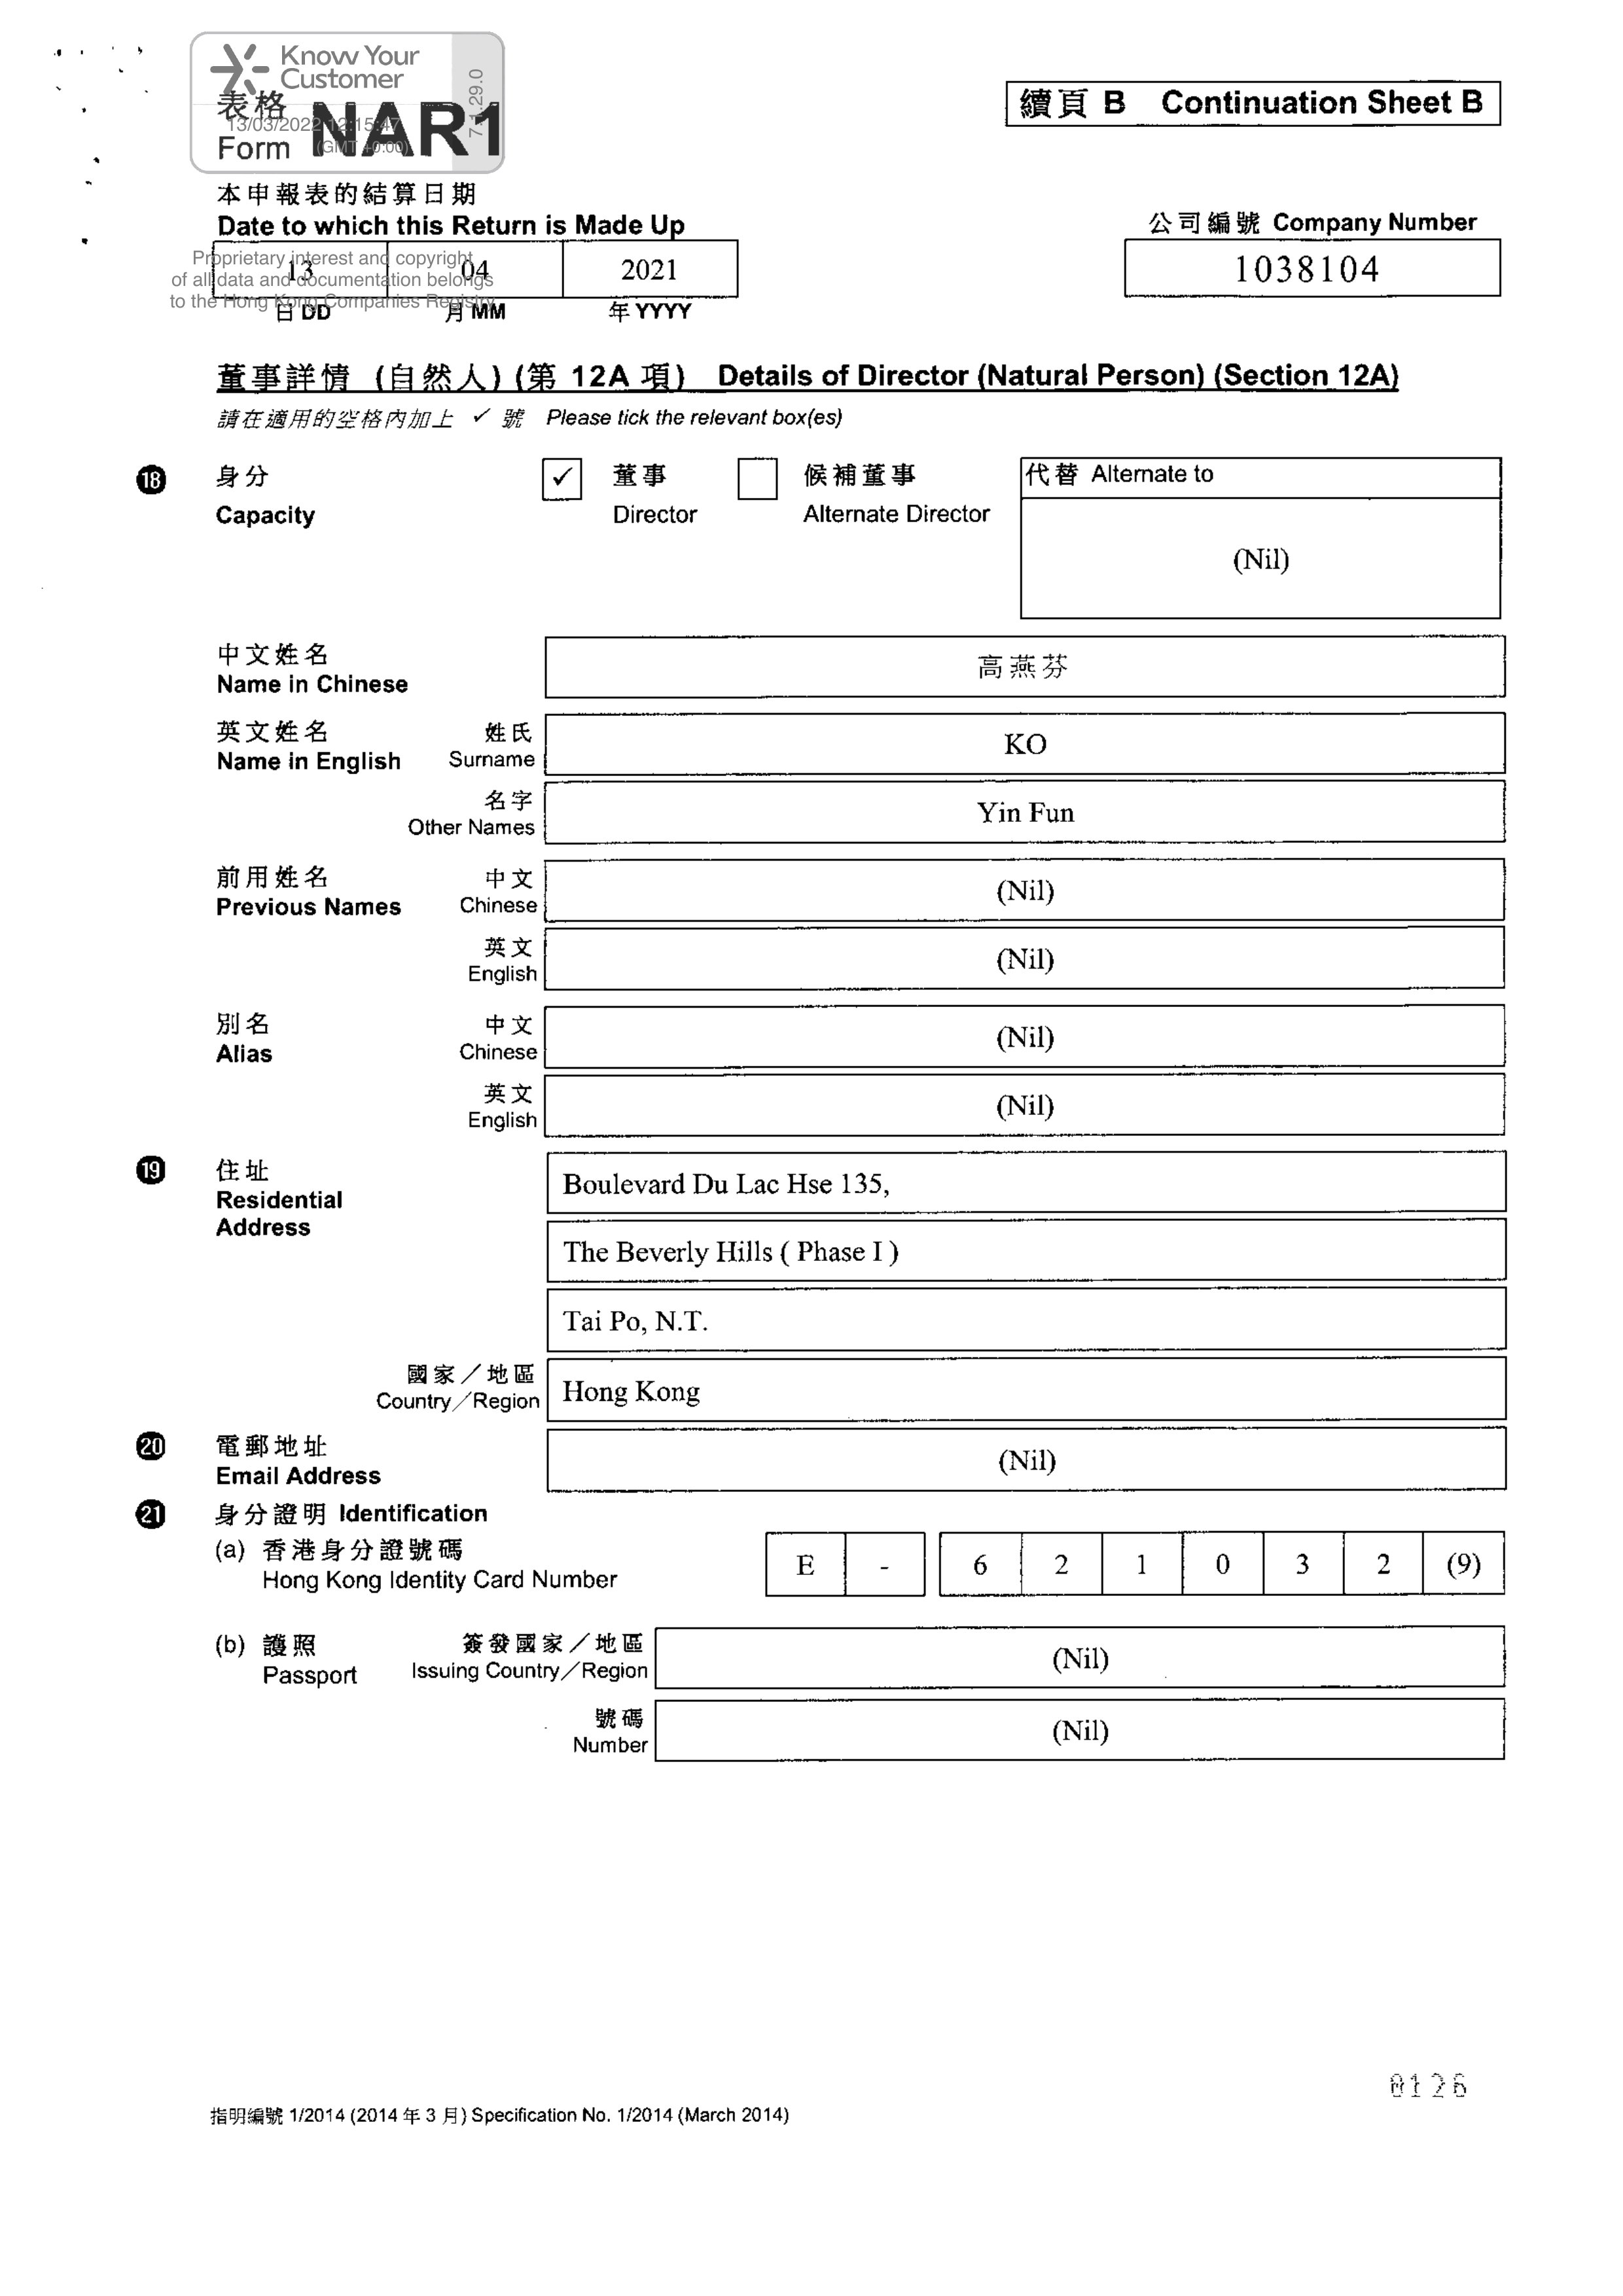 Know Your
Customer
7.1.29.0
13/03/2022 12:15:47
(GMT +0:00)
表格
Form NAR1
續頁 B Continuation Sheet B
本申報表的結算日期
Date to which this Return is Made Up
公司編號 Company Number
Proprietary interest and copyright
of all data and documentation belongs
to the Hong Kong Companies Registry
13 04 2021
1038104
日 DD 月 MM 年 YYYY
董事詳情 (自然人) (第 12A 項) Details of Director (Natural Person) (Section 12A)
請在適用的空格內加上 ✓ 號 Please tick the relevant box(es)
18 身分 ✓ 董事 候補董事 代替 Alternate to
Capacity Director Alternate Director
(Nil)
中文姓名
Name in Chinese 高燕芬
英文姓名 姓氏
Name in English Surname KO
名字
Other Names Yin Fun
前用姓名 中文
Previous Names Chinese (Nil)
英文
English (Nil)
別名 中文
Alias Chinese (Nil)
英文
English (Nil)
19 住址
Residential
Address
Boulevard Du Lac Hse 135,
The Beverly Hills ( Phase I )
Tai Po, N.T.
國家／地區
Country／Region Hong Kong
20 電郵地址
Email Address (Nil)
21 身分證明 Identification
(a) 香港身分證號碼
Hong Kong Identity Card Number E - 6 2 1 0 3 2 (9)
(b) 護照 簽發國家／地區
Passport Issuing Country／Region (Nil)
號碼
Number (Nil)
0126
指明編號 1/2014 (2014 年 3 月) Specification No. 1/2014 (March 2014)